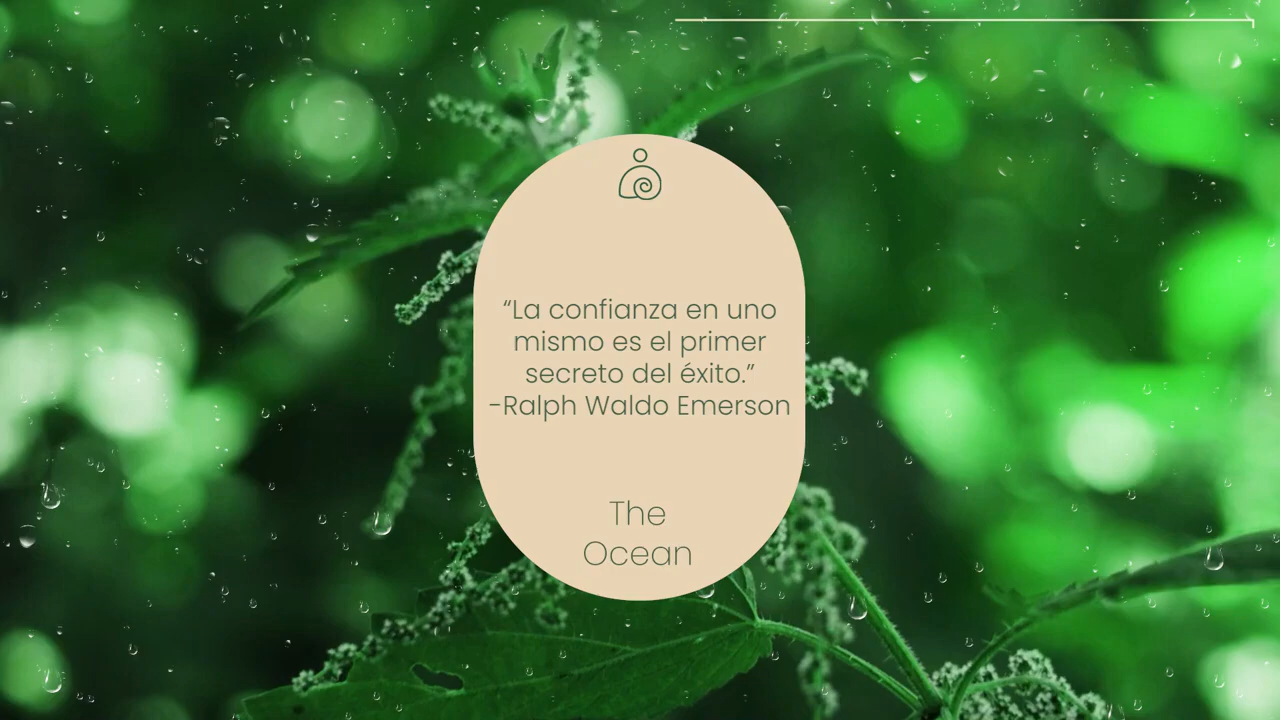 “La confianza en uno
mismo es el primer
secreto del éxito.”
-Ralph Waldo Emerson
The
Ocean